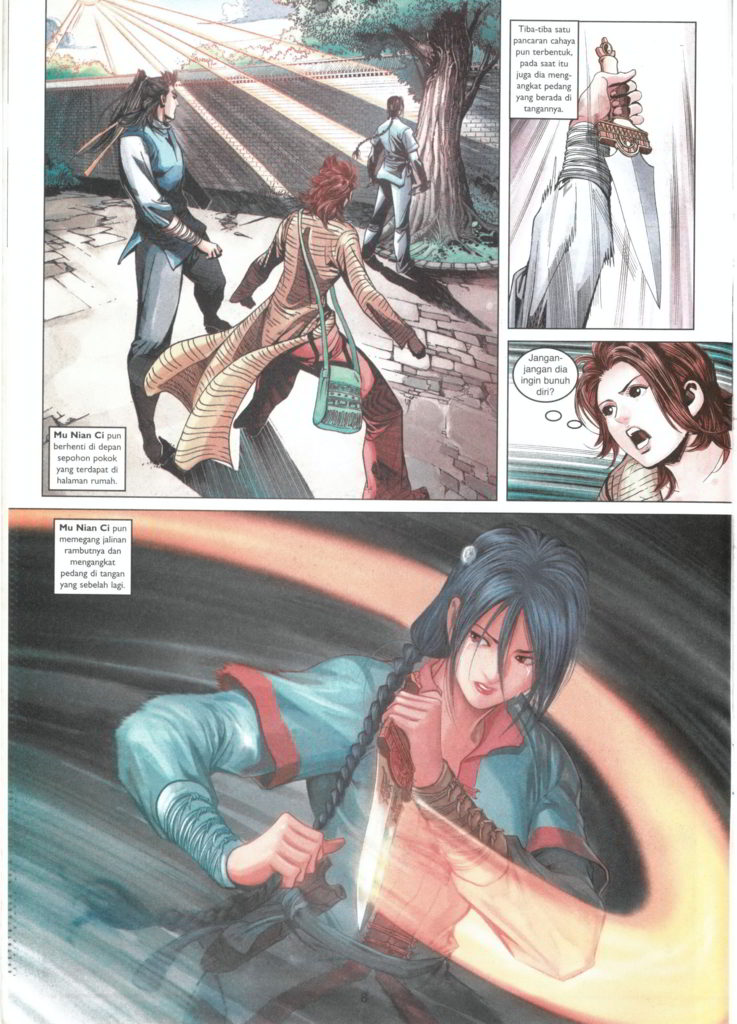 Mu Nian Ci pun
berhenti di depan
sepohon pokok
yang terdapat di
halaman rumah.
Tiba-tiba satu
pancaran cahaya
pun terbentuk,
pada saat itu
juga dia meng-
angkat pedang
yang berada di
tangannya.
Jangan-
jangan dia
ingin bunuh
diri?
Mu Nian Ci pun
memegang jalinan
rambutnya dan
mengangkat
pedang di tangan
yang sebelah lagi.
8